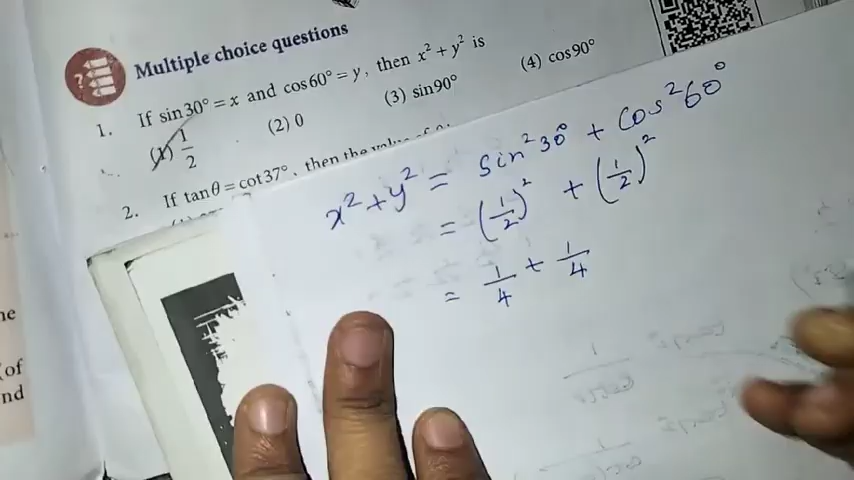 Multiple choice questions
1. If sin30° = x and cos60° = y, then x² + y² is
(1) 1/2 (2) 0 (3) sin90° (4) cos90°
2. If tanθ = cot37°, then the
x² + y² = sin²30° + cos²60°
= (1/2)² + (1/2)²
= 1/4 + 1/4
(of
nd